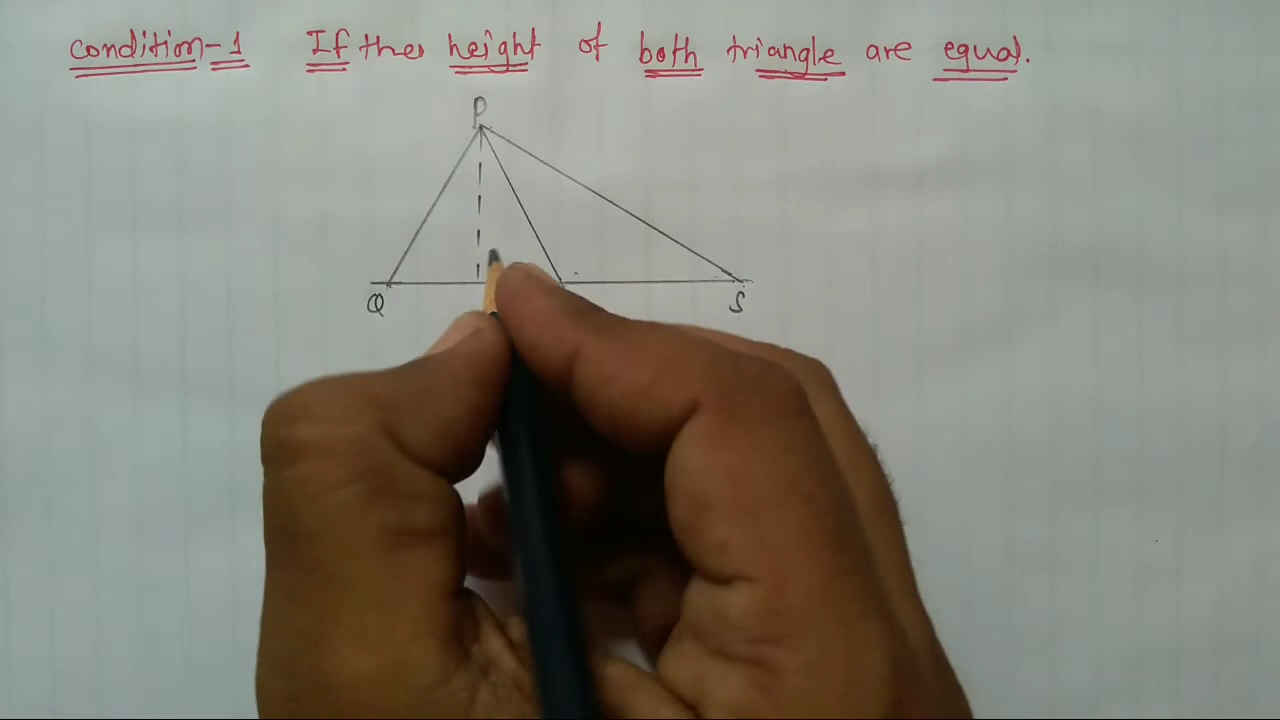 condition-1 If the height of both triangle are equal.
P
Q S